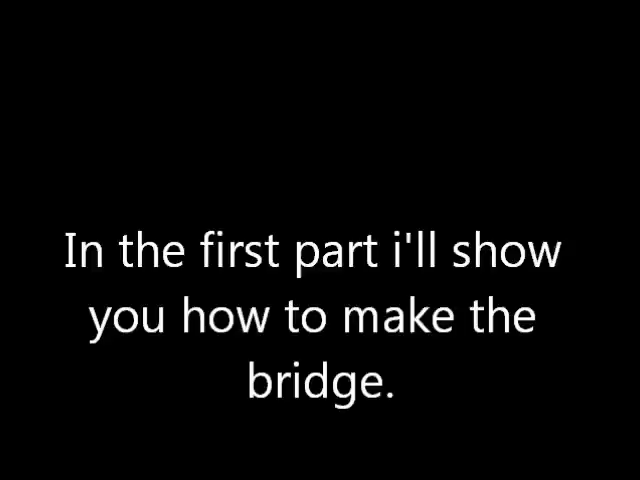 In the first part i'll show
you how to make the
bridge.